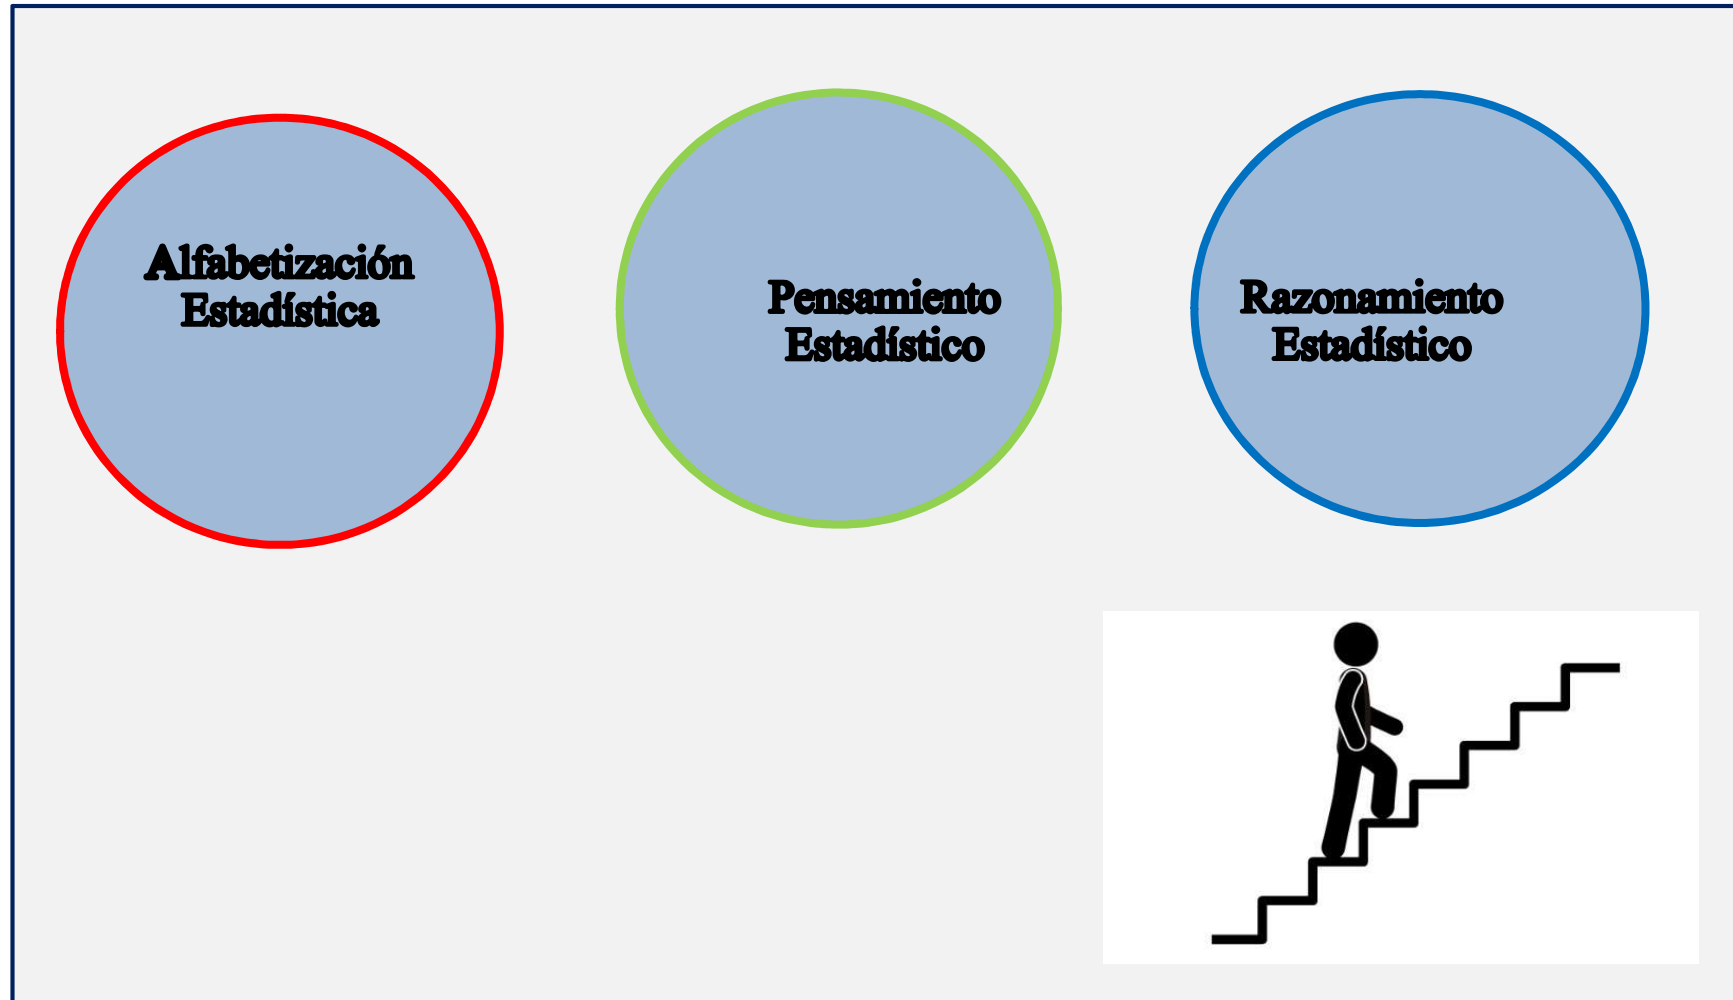 Alfabetización
Estadística
Pensamiento
Estadístico
Razonamiento
Estadístico